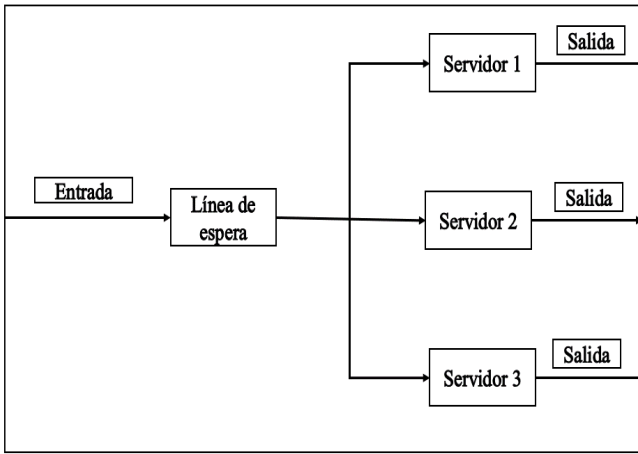 Salida
Servidor 1
Entrada
Línea de
espera
Salida
Servidor 2
Salida
Servidor 3